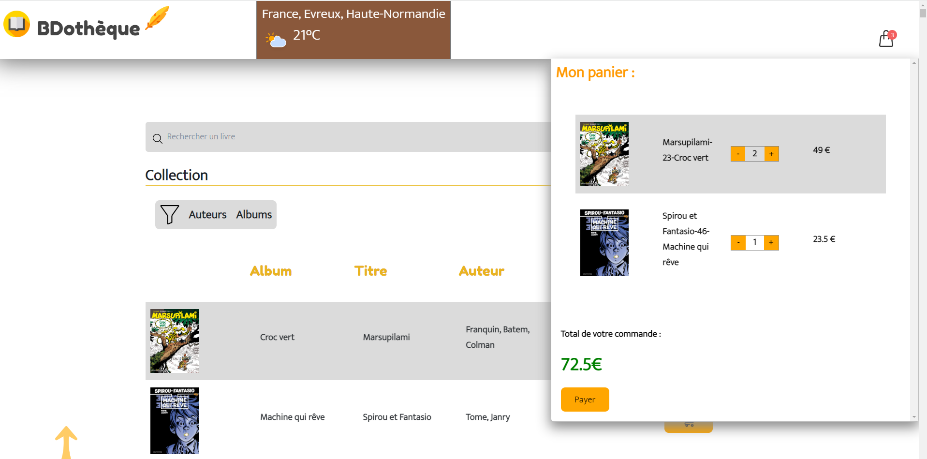 BDothèque
France, Evreux, Haute-Normandie
21°C
Mon panier :
MARSUPILAMI
Marsupilami-
23-Croc vert
- 2 +
49 €
SPIROU ET FANTASIO
MACHINE
QUI RÊVE
Spirou et
Fantasio-46-
Machine qui
rêve
- 1 +
23.5 €
Total de votre commande :
72.5€
Payer
Rechercher un livre
Collection
Auteurs Albums
Album Titre Auteur
MARSUPILAMI
Croc vert
Marsupilami
Franquin, Batem,
Colman
SPIROU ET FANTASIO
MACHINE
QUI RÊVE
Machine qui rêve
Spirou et Fantasio
Tome, Janry